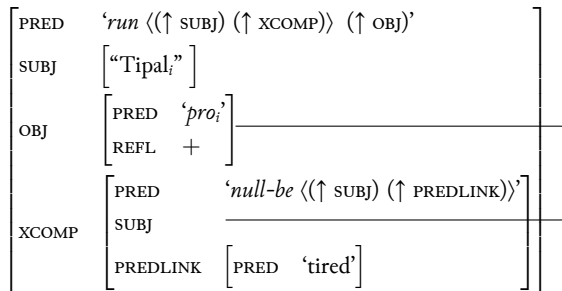 PRED ‘run ⟨(↑ SUBJ) (↑ XCOMP)⟩ (↑ OBJ)’
SUBJ [“Tipalᵢ”]
OBJ [PRED ‘proᵢ’
REFL +]
XCOMP [PRED ‘null-be ⟨(↑ SUBJ) (↑ PREDLINK)⟩’
SUBJ
PREDLINK [PRED ‘tired’]]